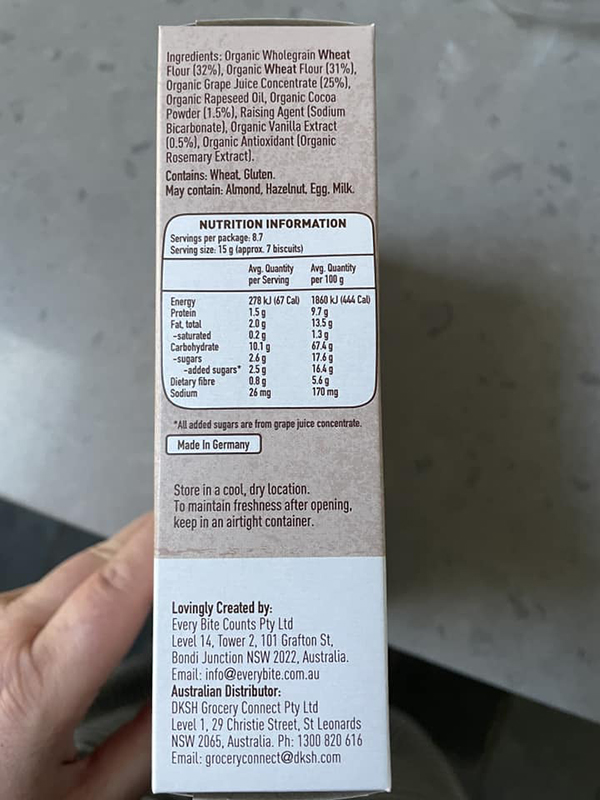 Ingredients: Organic Wholegrain Wheat
Flour (32%), Organic Wheat Flour (31%),
Organic Grape Juice Concentrate (25%),
Organic Rapeseed Oil, Organic Cocoa
Powder (1.5%), Raising Agent (Sodium
Bicarbonate), Organic Vanilla Extract
(0.5%), Organic Antioxidant (Organic
Rosemary Extract).
Contains: Wheat, Gluten.
May contain: Almond, Hazelnut, Egg, Milk.
NUTRITION INFORMATION
Servings per package: 8.7
Serving size: 15 g (approx. 7 biscuits)
Avg. Quantity Avg. Quantity
per Serving per 100 g
Energy 278 kJ (67 Cal) 1860 kJ (444 Cal)
Protein 1.5 g 9.7 g
Fat, total 2.0 g 13.5 g
-saturated 0.2 g 1.3 g
Carbohydrate 10.1 g 67.4 g
-sugars 2.6 g 17.6 g
-added sugars* 2.5 g 16.4 g
Dietary fibre 0.8 g 5.6 g
Sodium 26 mg 170 mg
*All added sugars are from grape juice concentrate.
Made In Germany
Store in a cool, dry location.
To maintain freshness after opening,
keep in an airtight container.
Lovingly Created by:
Every Bite Counts Pty Ltd
Level 14, Tower 2, 101 Grafton St,
Bondi Junction NSW 2022, Australia.
Email: info@everybite.com.au
Australian Distributor:
DKSH Grocery Connect Pty Ltd
Level 1, 29 Christie Street, St Leonards
NSW 2065, Australia. Ph: 1300 820 616
Email: groceryconnect@dksh.com